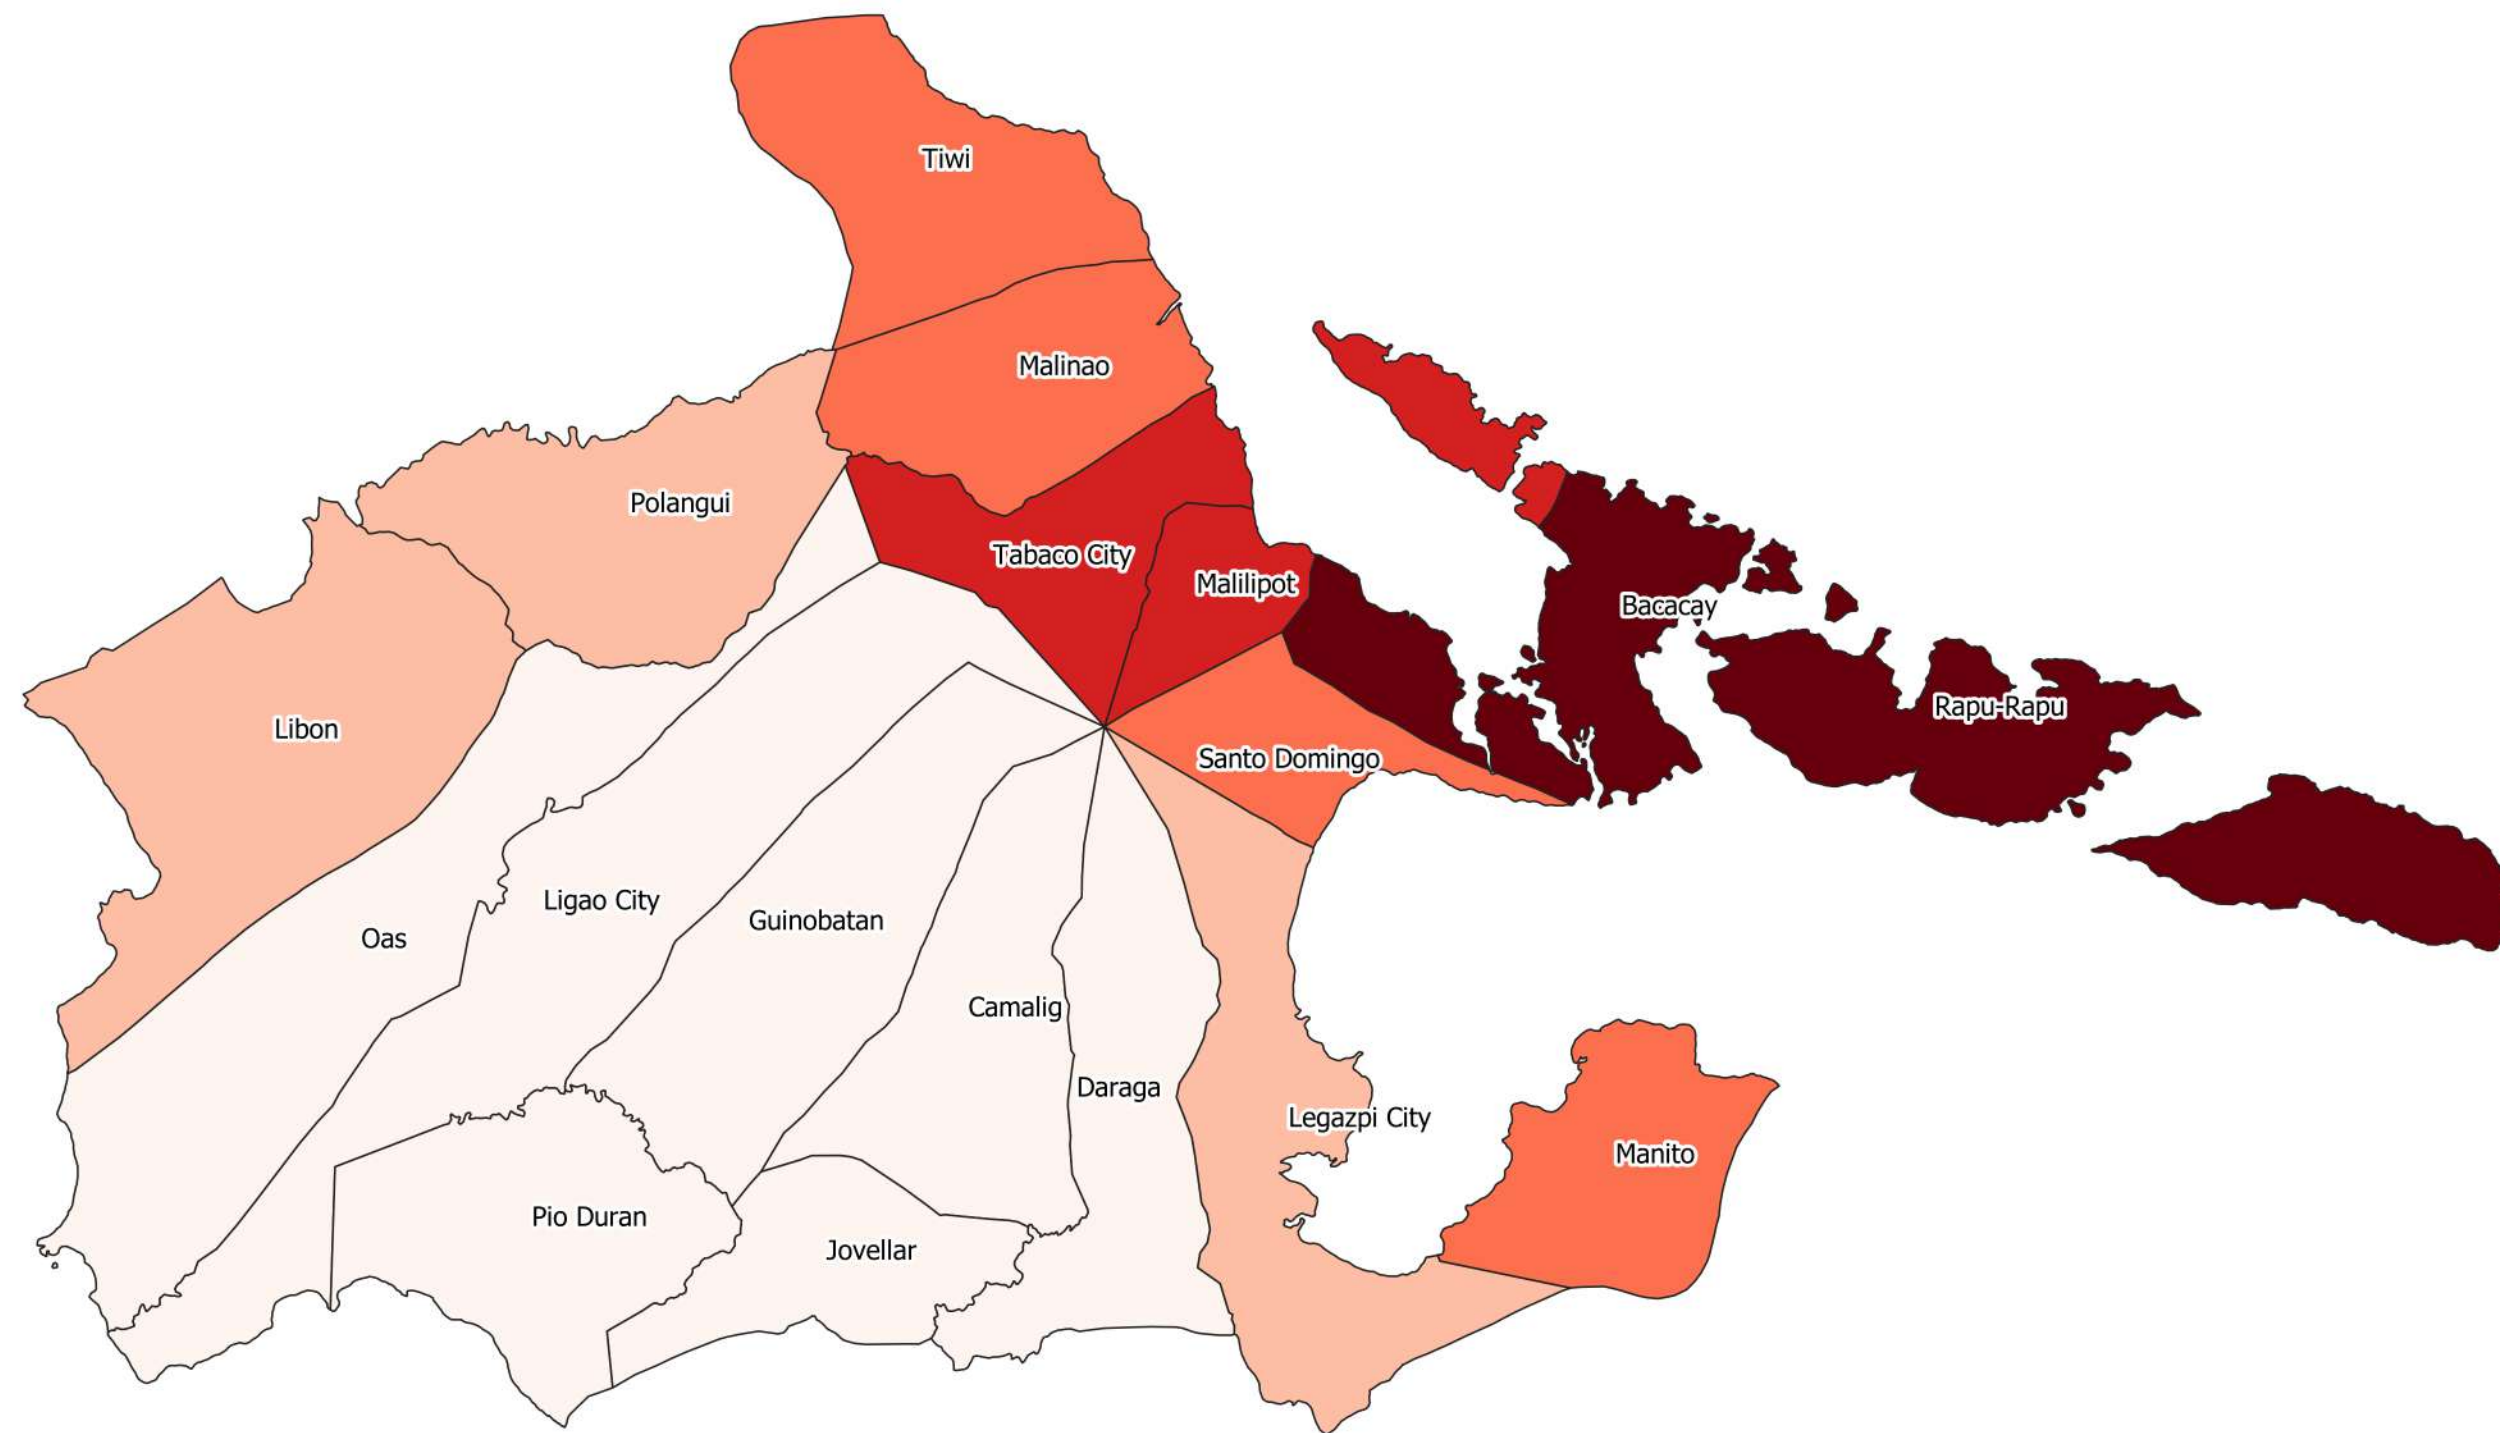 Tiwi
Malinao
Polangui
Tabaco City
Malilipot
Bacacay
Rapu-Rapu
Libon
Santo Domingo
Ligao City
Guinobatan
Oas
Camalig
Daraga
Legazpi City
Manito
Pio Duran
Jovellar